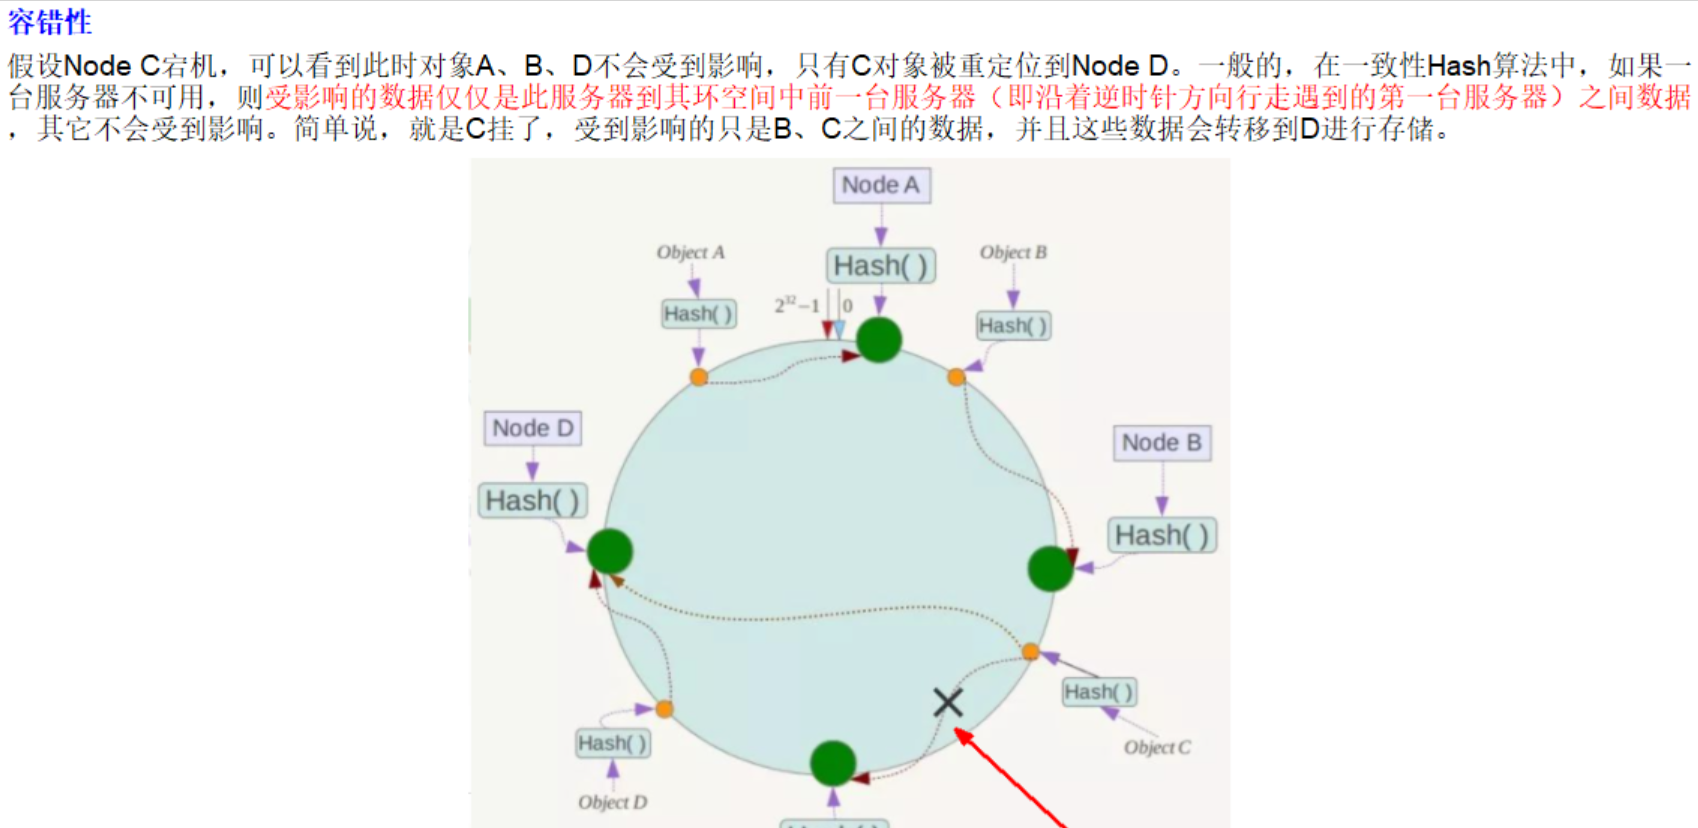 容错性
假设Node C宕机，可以看到此时对象A、B、D不会受到影响，只有C对象被重定位到Node D。一般的，在一致性Hash算法中，如果一
台服务器不可用，则受影响的数据仅仅是此服务器到其环空间中前一台服务器（即沿着逆时针方向行走遇到的第一台服务器）之间数据
，其它不会受到影响。简单说，就是C挂了，受到影响的只是B、C之间的数据，并且这些数据会转移到D进行存储。
Node A
Object A
Hash( )
Object B
2³²−1
0
Hash( )
Hash( )
Node D
Node B
Hash( )
Hash( )
Hash( )
Object C
Hash( )
Object D